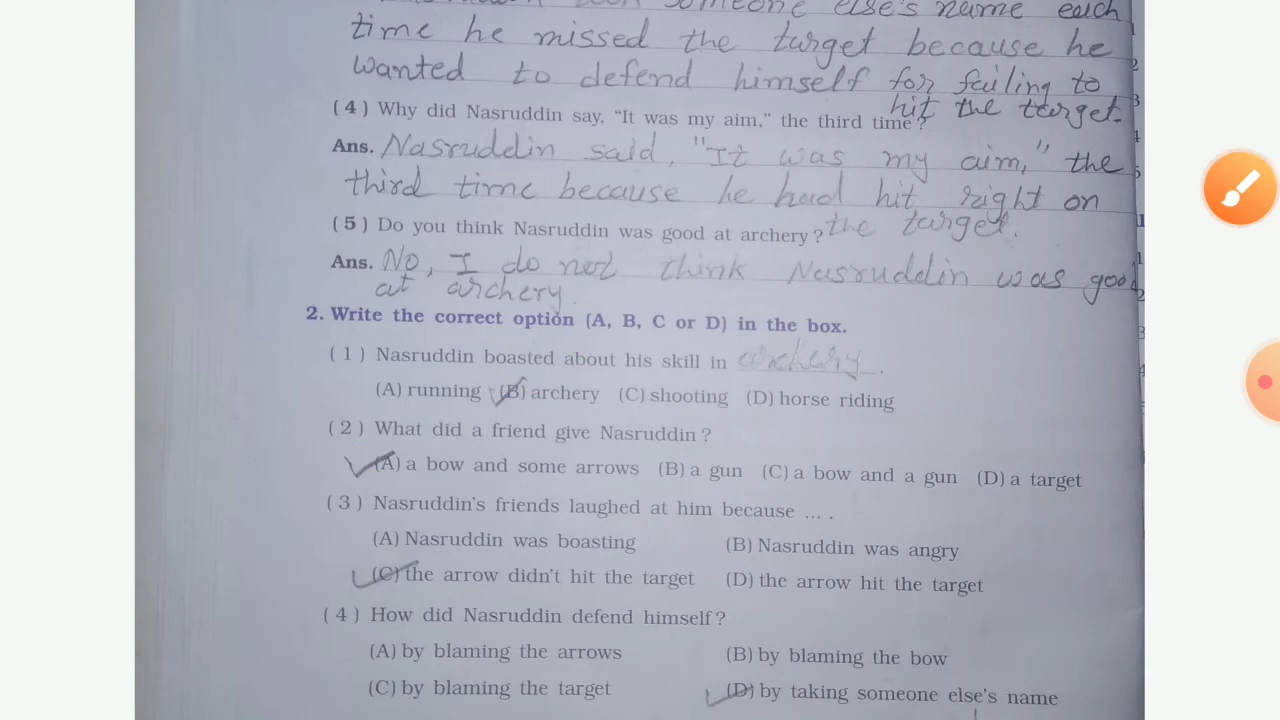 someone else's name each
time he missed the target because he
wanted to defend himself for failing to
hit the target.
( 4 ) Why did Nasruddin say, “It was my aim,” the third time ?
Ans. Nasruddin said, "It was my aim," the
third time because he had hit right on
the target.
( 5 ) Do you think Nasruddin was good at archery ?
Ans. No, I do not think Nasruddin was good
at archery.
2. Write the correct option (A, B, C or D) in the box.
( 1 ) Nasruddin boasted about his skill in archery .
(A) running (B) archery (C) shooting (D) horse riding
( 2 ) What did a friend give Nasruddin ?
(A) a bow and some arrows (B) a gun (C) a bow and a gun (D) a target
( 3 ) Nasruddin's friends laughed at him because ... .
(A) Nasruddin was boasting (B) Nasruddin was angry
(C) the arrow didn't hit the target (D) the arrow hit the target
( 4 ) How did Nasruddin defend himself ?
(A) by blaming the arrows (B) by blaming the bow
(C) by blaming the target (D) by taking someone else's name